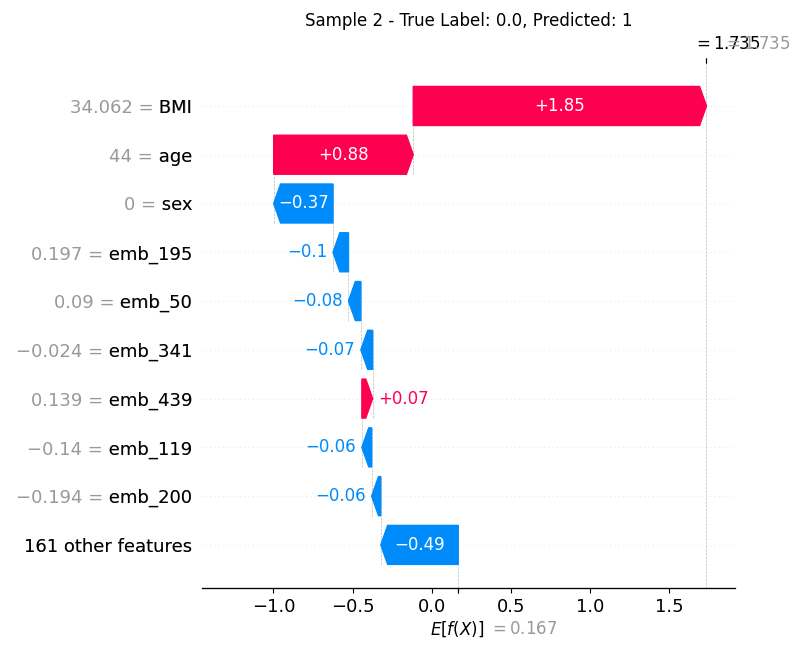 Sample 2 - True Label: 0.0, Predicted: 1
= 1.735
34.062 = BMI
+1.85
44 = age
+0.88
0 = sex
−0.37
0.197 = emb_195
−0.1
0.09 = emb_50
−0.08
−0.024 = emb_341
−0.07
0.139 = emb_439
+0.07
−0.14 = emb_119
−0.06
−0.194 = emb_200
−0.06
161 other features
−0.49
−1.0 −0.5 0.0 0.5 1.0 1.5
E[f(X)] = 0.167